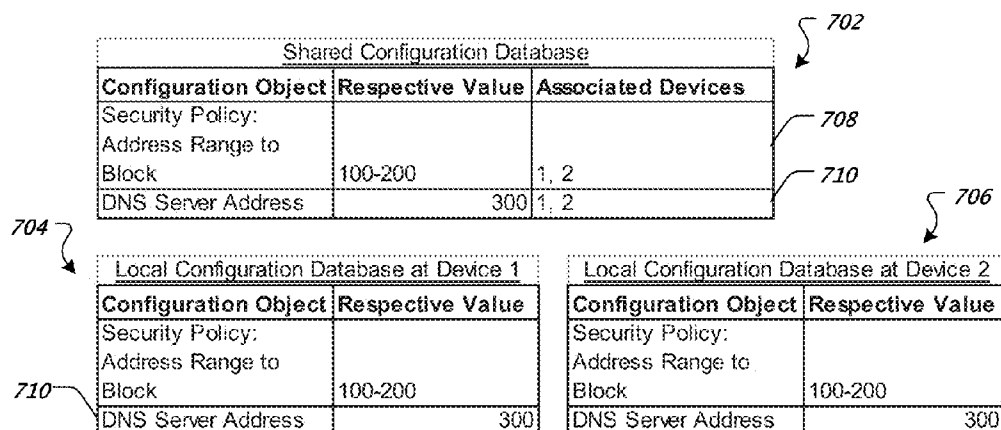 702
Shared Configuration Database
Configuration Object Respective Value Associated Devices
Security Policy:
Address Range to
Block 100-200 1, 2
708
DNS Server Address 300 1, 2
710
704
706
Local Configuration Database at Device 1
Configuration Object Respective Value
Security Policy:
Address Range to
Block 100-200
710
DNS Server Address 300
Local Configuration Database at Device 2
Configuration Object Respective Value
Security Policy:
Address Range to
Block 100-200
DNS Server Address 300